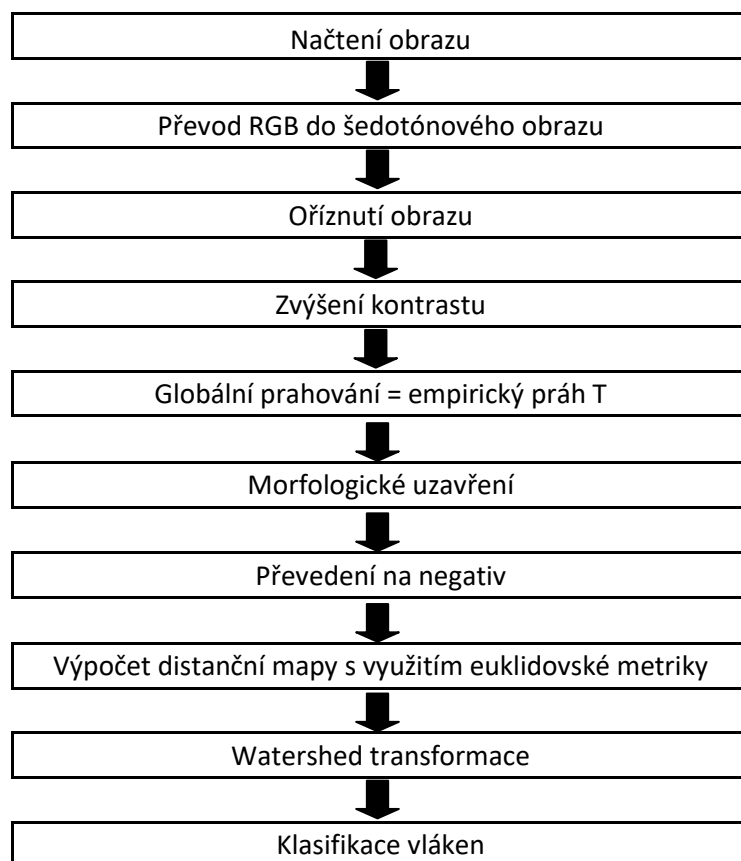 Načtení obrazu
Převod RGB do šedotónového obrazu
Oříznutí obrazu
Zvýšení kontrastu
Globální prahování = empirický práh T
Morfologické uzavření
Převedení na negativ
Výpočet distanční mapy s využitím euklidovské metriky
Watershed transformace
Klasifikace vláken